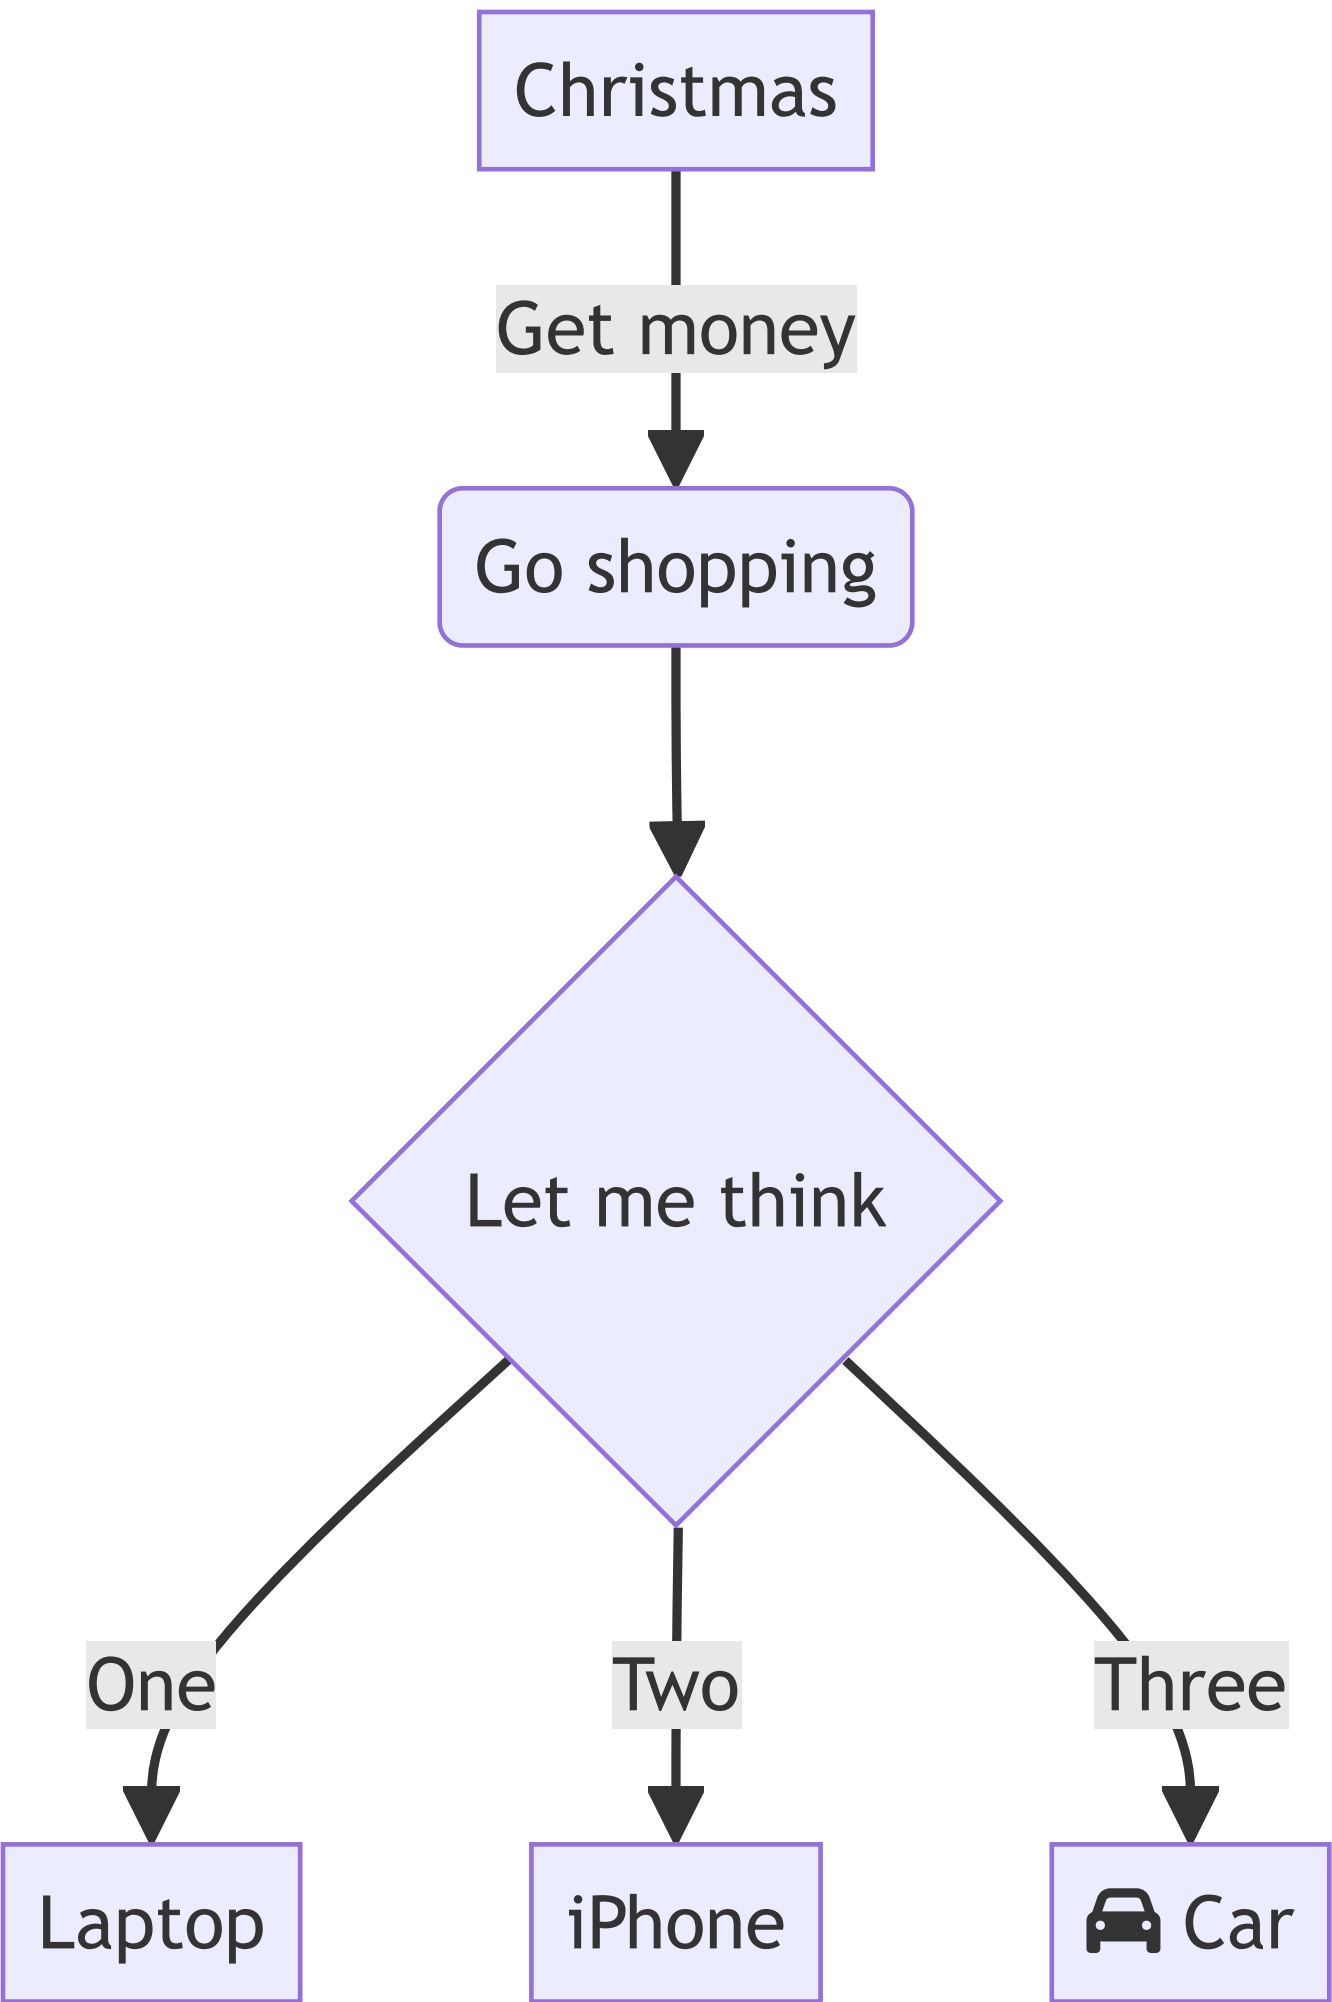 Christmas
Get money
Go shopping
Let me think
One
Two
Three
Laptop
iPhone
Car